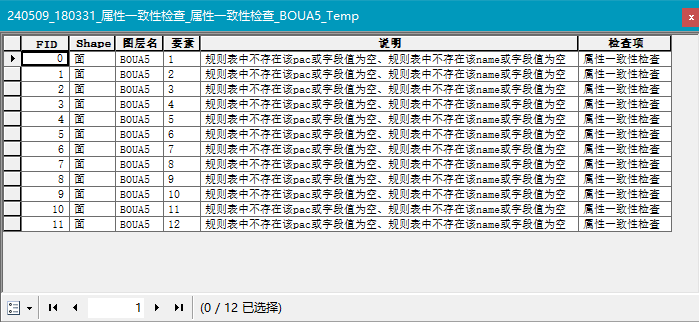 240509_180331_属性一致性检查_属性一致性检查_BOUA5_Temp x
FID Shape 图层名 要素 说明 检查项
0 面 BOUA5 1 规则表中不存在该pac或字段值为空、规则表中不存在该name或字段值为空 属性一致性检查
1 面 BOUA5 2 规则表中不存在该pac或字段值为空、规则表中不存在该name或字段值为空 属性一致性检查
2 面 BOUA5 3 规则表中不存在该pac或字段值为空、规则表中不存在该name或字段值为空 属性一致性检查
3 面 BOUA5 4 规则表中不存在该pac或字段值为空、规则表中不存在该name或字段值为空 属性一致性检查
4 面 BOUA5 5 规则表中不存在该pac或字段值为空、规则表中不存在该name或字段值为空 属性一致性检查
5 面 BOUA5 6 规则表中不存在该pac或字段值为空、规则表中不存在该name或字段值为空 属性一致性检查
6 面 BOUA5 7 规则表中不存在该pac或字段值为空、规则表中不存在该name或字段值为空 属性一致性检查
7 面 BOUA5 8 规则表中不存在该pac或字段值为空、规则表中不存在该name或字段值为空 属性一致性检查
8 面 BOUA5 9 规则表中不存在该pac或字段值为空、规则表中不存在该name或字段值为空 属性一致性检查
9 面 BOUA5 10 规则表中不存在该pac或字段值为空、规则表中不存在该name或字段值为空 属性一致性检查
10 面 BOUA5 11 规则表中不存在该pac或字段值为空、规则表中不存在该name或字段值为空 属性一致性检查
11 面 BOUA5 12 规则表中不存在该pac或字段值为空、规则表中不存在该name或字段值为空 属性一致性检查
1 (0 / 12 已选择)